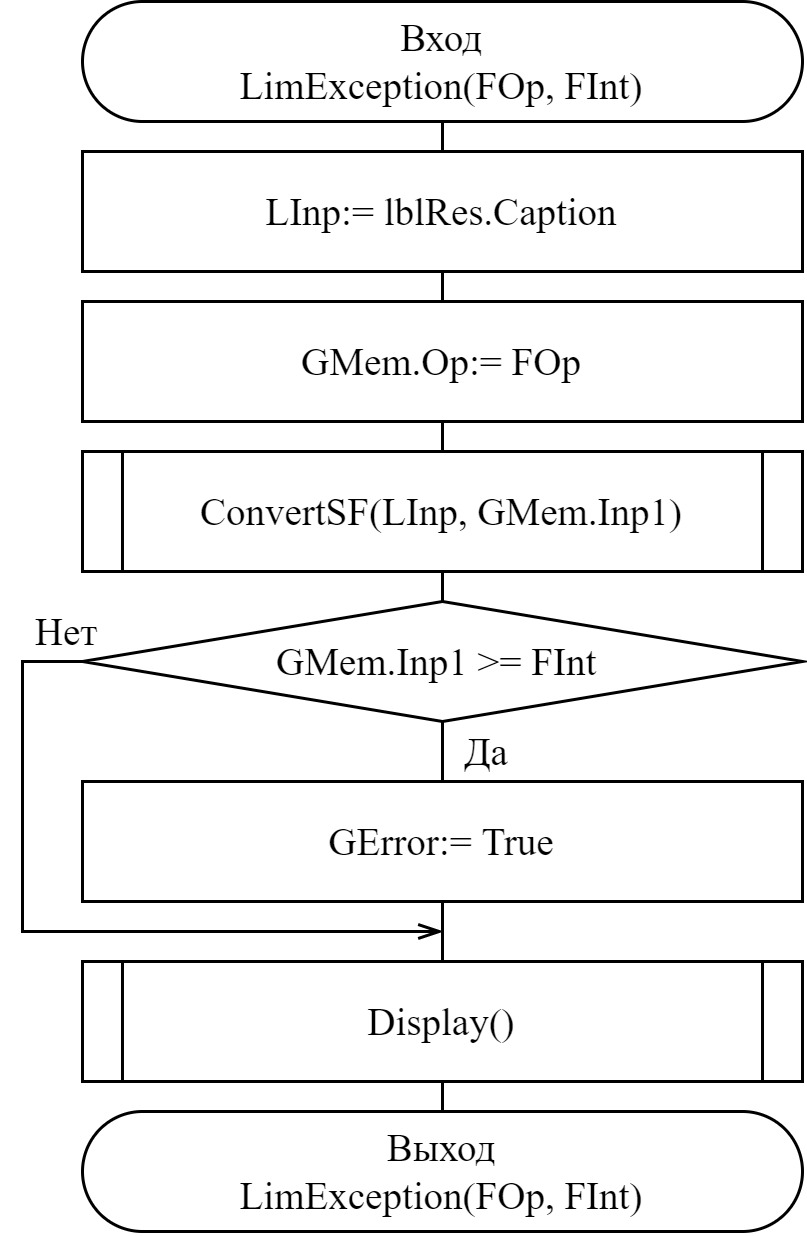 Вход
LimException(FOp, FInt)
LInp:= lblRes.Caption
GMem.Op:= FOp
ConvertSF(LInp, GMem.Inp1)
Нет
GMem.Inp1 >= FInt
Да
GError:= True
Display()
Выход
LimException(FOp, FInt)